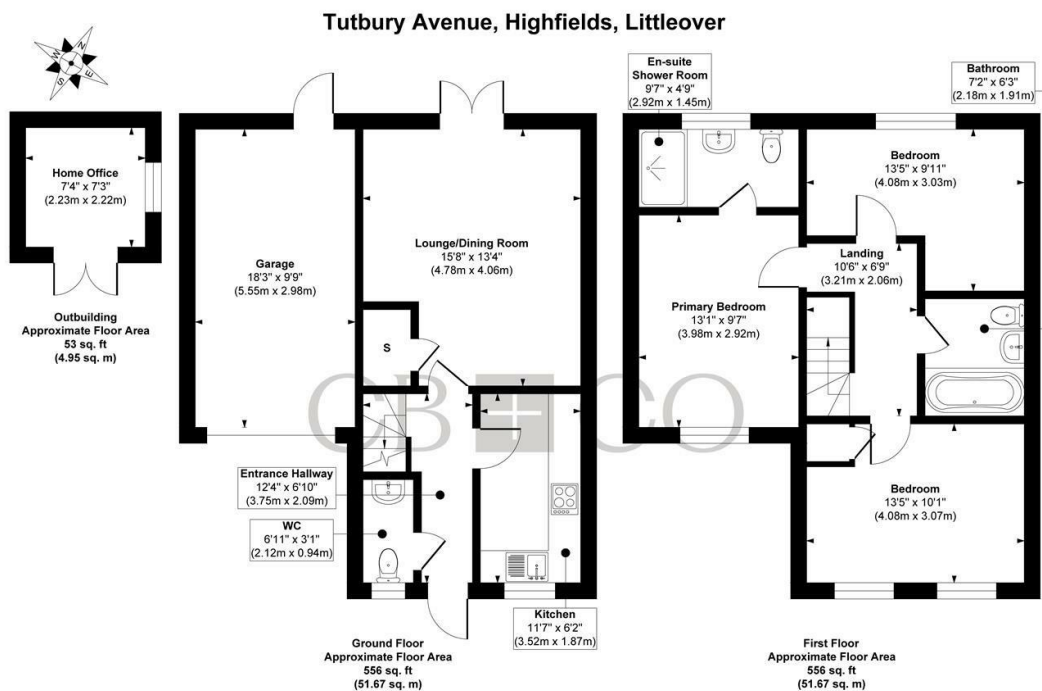 Tutbury Avenue, Highfields, Littleover
N
W
E
S
Home Office
7'4" x 7'3"
(2.23m x 2.22m)
Outbuilding
Approximate Floor Area
53 sq. ft
(4.95 sq. m)
Garage
18'3" x 9'9"
(5.55m x 2.98m)
Lounge/Dining Room
15'8" x 13'4"
(4.78m x 4.06m)
S
CB + CO
Entrance Hallway
12'4" x 6'10"
(3.75m x 2.09m)
WC
6'11" x 3'1"
(2.12m x 0.94m)
Kitchen
11'7" x 6'2"
(3.52m x 1.87m)
Ground Floor
Approximate Floor Area
556 sq. ft
(51.67 sq. m)
En-suite
Shower Room
9'7" x 4'9"
(2.92m x 1.45m)
Bathroom
7'2" x 6'3"
(2.18m x 1.91m)
Bedroom
13'5" x 9'11"
(4.08m x 3.03m)
Landing
10'6" x 6'9"
(3.21m x 2.06m)
Primary Bedroom
13'1" x 9'7"
(3.98m x 2.92m)
Bedroom
13'5" x 10'1"
(4.08m x 3.07m)
First Floor
Approximate Floor Area
556 sq. ft
(51.67 sq. m)